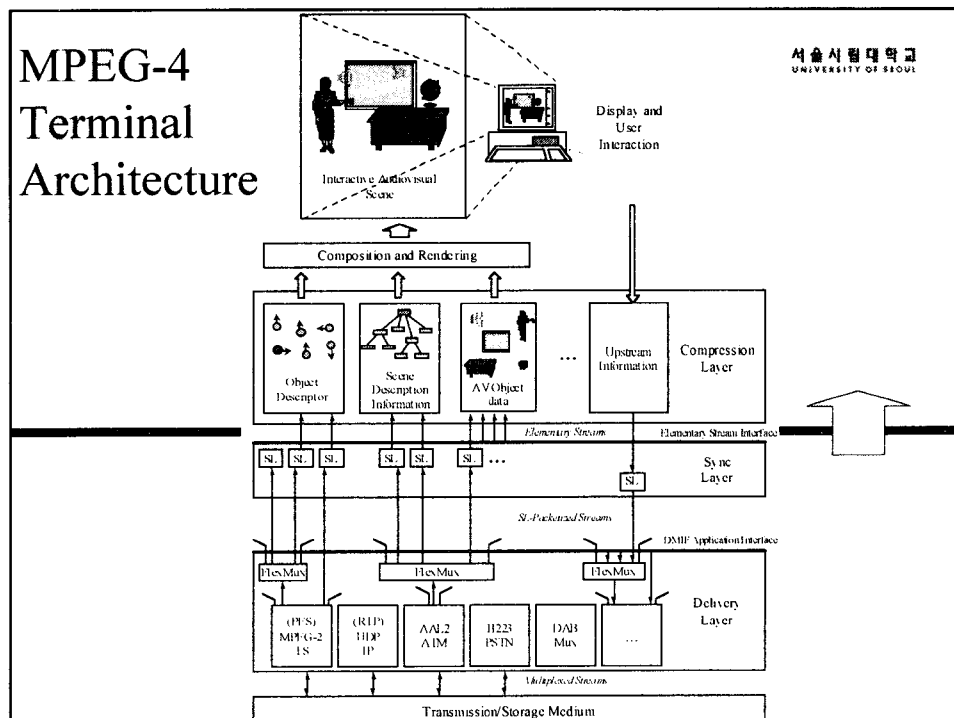 MPEG-4
Terminal
Architecture
서울시립대학교
UNIVERSITY OF SEOUL
Display and
User
Interaction
Interactive Audiovisual
Scene
Composition and Rendering
Object
Descriptor
Scene
Description
Information
AV Object
data
...
Upstream
Information
Compression
Layer
Elementary Streams
Elementary Stream Interface
SL
SL
SL
SL
SL
SL
...
SL
Sync
Layer
SL-Packetized Streams
DMIF Application Interface
FlexMux
FlexMux
FlexMux
Delivery
Layer
(PES)
MPEG-2
TS
(RTP)
UDP
IP
AAL2
ATM
H223
PSTN
DAB
Mux
...
Multiplexed Streams
Transmission/Storage Medium